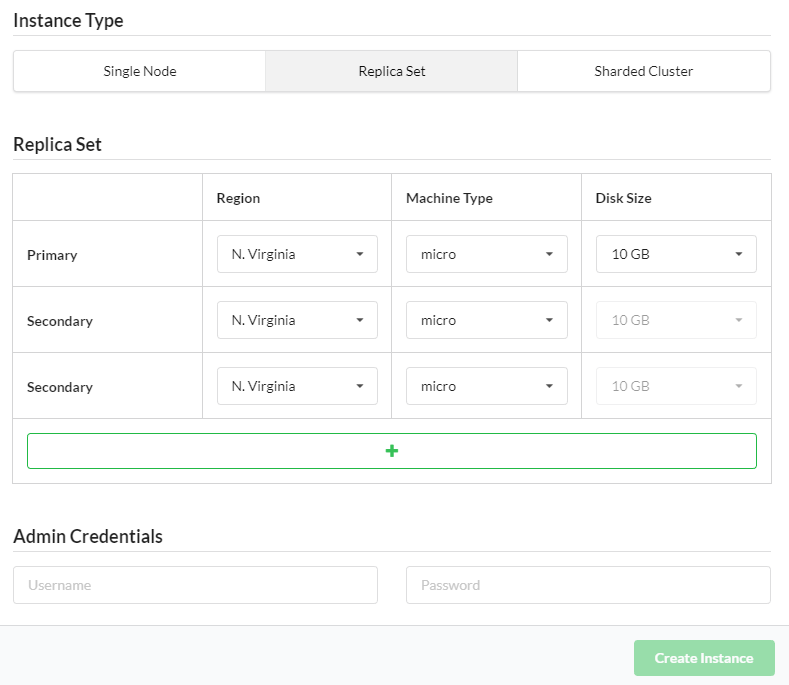 Instance Type
Single Node Replica Set Sharded Cluster
Replica Set
Region Machine Type Disk Size
Primary N. Virginia micro 10 GB
Secondary N. Virginia micro 10 GB
Secondary N. Virginia micro 10 GB
+
Admin Credentials
Username Password
Create Instance